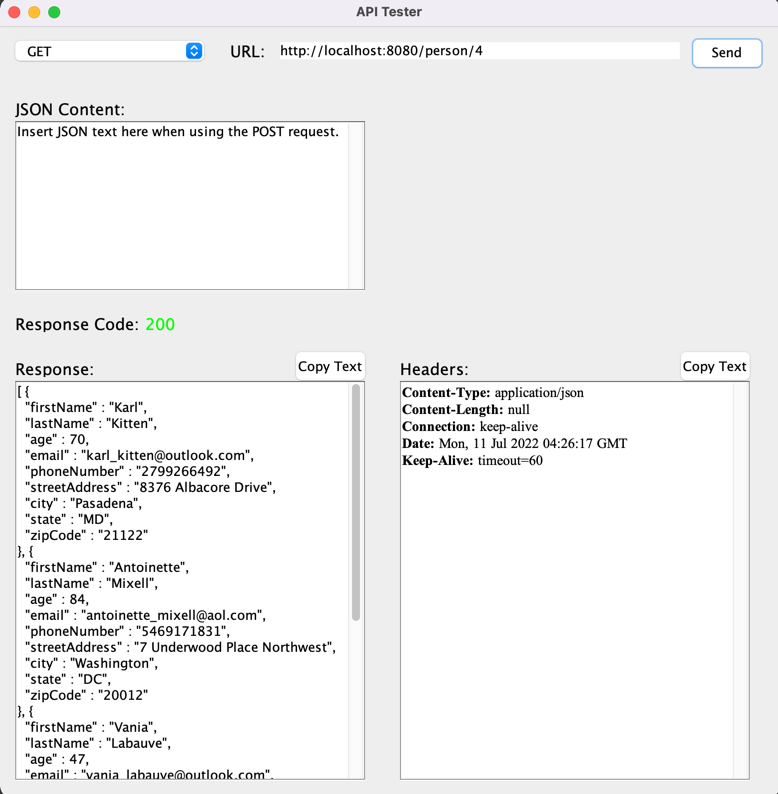 API Tester
GET URL: http://localhost:8080/person/4 Send
JSON Content:
Insert JSON text here when using the POST request.
Response Code: 200
Response: Copy Text
[ {
"firstName" : "Karl",
"lastName" : "Kitten",
"age" : 70,
"email" : "karl_kitten@outlook.com",
"phoneNumber" : "2799266492",
"streetAddress" : "8376 Albacore Drive",
"city" : "Pasadena",
"state" : "MD",
"zipCode" : "21122"
}, {
"firstName" : "Antoinette",
"lastName" : "Mixell",
"age" : 84,
"email" : "antoinette_mixell@aol.com",
"phoneNumber" : "5469171831",
"streetAddress" : "7 Underwood Place Northwest",
"city" : "Washington",
"state" : "DC",
"zipCode" : "20012"
}, {
"firstName" : "Vania",
"lastName" : "Labauve",
"age" : 47,
"email" : "vania_labauve@outlook.com",
Headers: Copy Text
Content-Type: application/json
Content-Length: null
Connection: keep-alive
Date: Mon, 11 Jul 2022 04:26:17 GMT
Keep-Alive: timeout=60